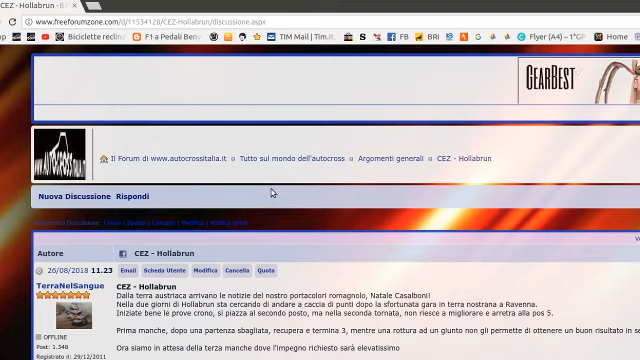 CEZ - Hollabrun - Il F
www.freeforumzone.com/d/11534128/CEZ-Hollabrun/discussione.aspx
Biciclette reclin
F1 a Pedali Benv
TIM Mail | Tim.it:
FB
BRI
Flyer (A4) – 1°GP
Home
GEARBEST
WWW.AUTOCROSSITALIA.IT
Il Forum di www.autocrossitalia.it
Tutto sul mondo dell'autocross
Argomenti generali
CEZ - Hollabrun
Nuova Discussione Rispondi
Autore
CEZ - Hollabrun
26/08/2018 11.23
Email Scheda Utente Modifica Cancella Quota
TerraNelSangue
CEZ - Hollabrun
Dalla terra austriaca arrivano le notizie del nostro portacolori romagnolo, Natale Casalboni!
Nella due giorni di Hollabrun sta cercando di andare a caccia di punti dopo la sfortunata gara in terra nostrana a Ravenna.
Iniziate bene le prove crono, si piazza al secondo posto, ma nella seconda tornata, non riesce a migliorare e arretra alla pos 5.
Prima manche, dopo una partenza sbagliata, recupera e termina 3, mentre una rottura ad un giunto non gli permette di ottenere un buon risultato in se
Ora siamo in attesa della terza manche dove l'impegno richiesto sarà elevatissimo
OFFLINE
Post: 1.348
Registrato il: 29/12/2011